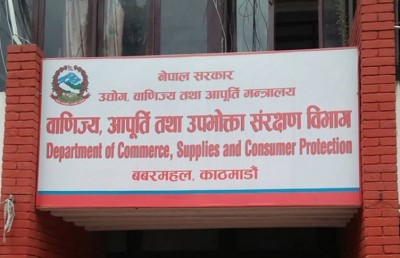 नेपाल सरकार
उद्योग, वाणिज्य तथा आपूर्ति मन्त्रालय
वाणिज्य, आपूर्ति तथा उपभोक्ता संरक्षण विभाग
Department of Commerce, Supplies and Consumer Protection
बबरमहल, काठमाडौं